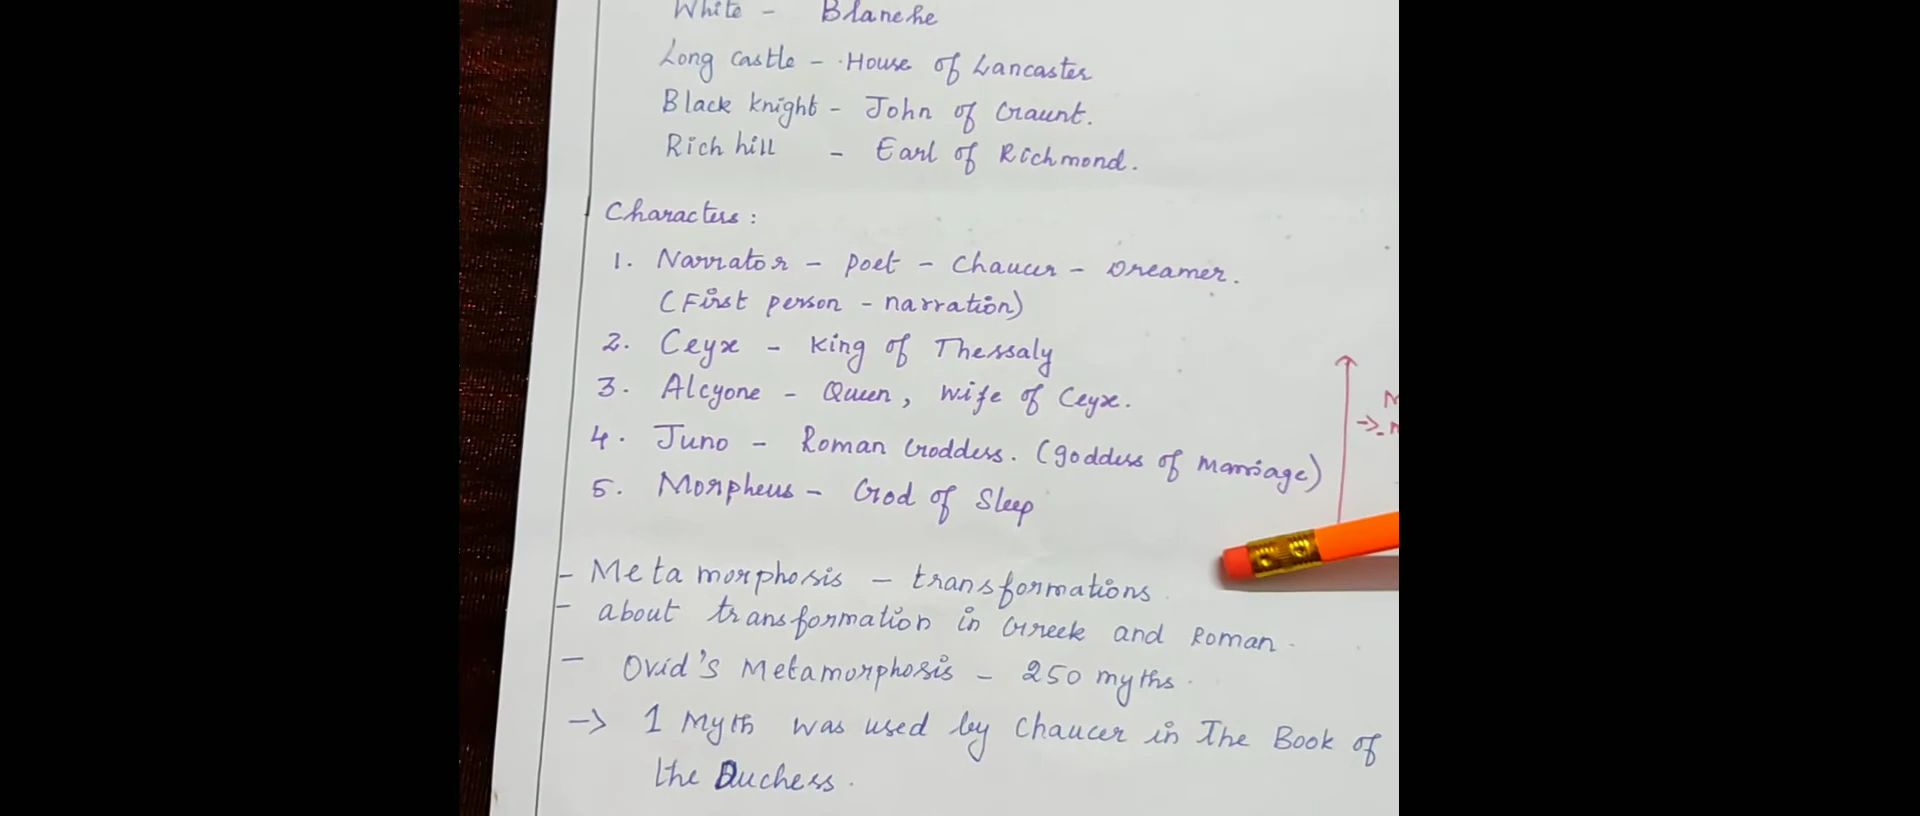 White - Blanche
Long castle - House of Lancaster
Black knight - John of Graunt.
Rich hill - Earl of Richmond.
Characters:
1. Narrator - Poet - Chaucer - Dreamer.
(First person - narration)
2. Ceyx - King of Thessaly
3. Alcyone - Queen, wife of Ceyx.
4. Juno - Roman Goddess. (goddess of marriage)
5. Morpheus - God of Sleep
- Metamorphosis - transformations
- about transformation in Greek and Roman.
- Ovid's Metamorphosis - 250 myths.
-> 1 Myth was used by Chaucer in The Book of
the Duchess.